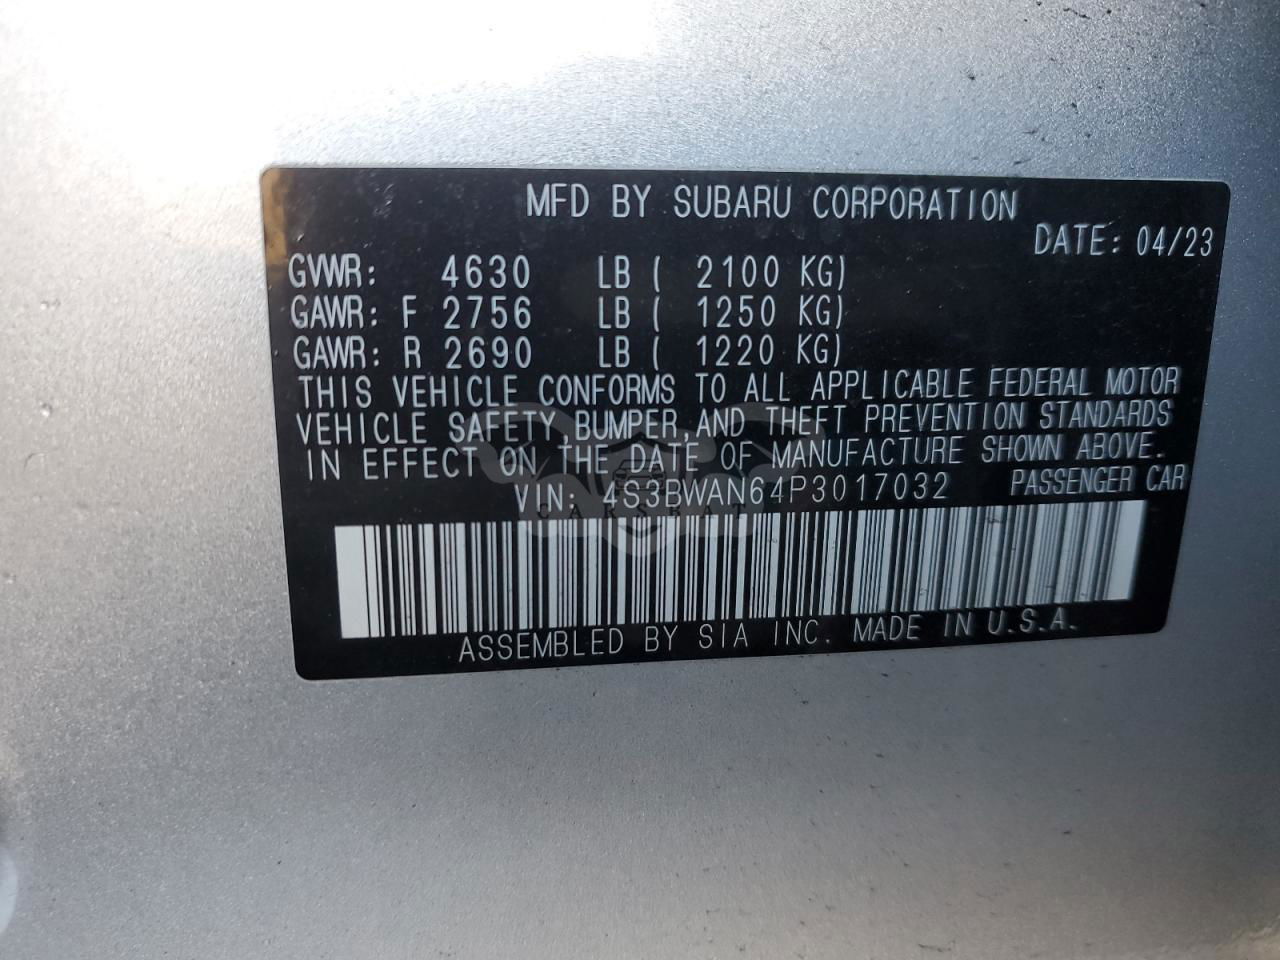 MFD BY SUBARU CORPORATION
DATE: 04/23
GVWR: 4630 LB ( 2100 KG)
GAWR: F 2756 LB ( 1250 KG)
GAWR: R 2690 LB ( 1220 KG)
THIS VEHICLE CONFORMS TO ALL APPLICABLE FEDERAL MOTOR
VEHICLE SAFETY,BUMPER,AND THEFT PREVENTION STANDARDS
IN EFFECT ON THE DATE OF MANUFACTURE SHOWN ABOVE.
VIN: 4S3BWAN64P3017032 PASSENGER CAR
CARSRAT
ASSEMBLED BY SIA INC. MADE IN U.S.A.